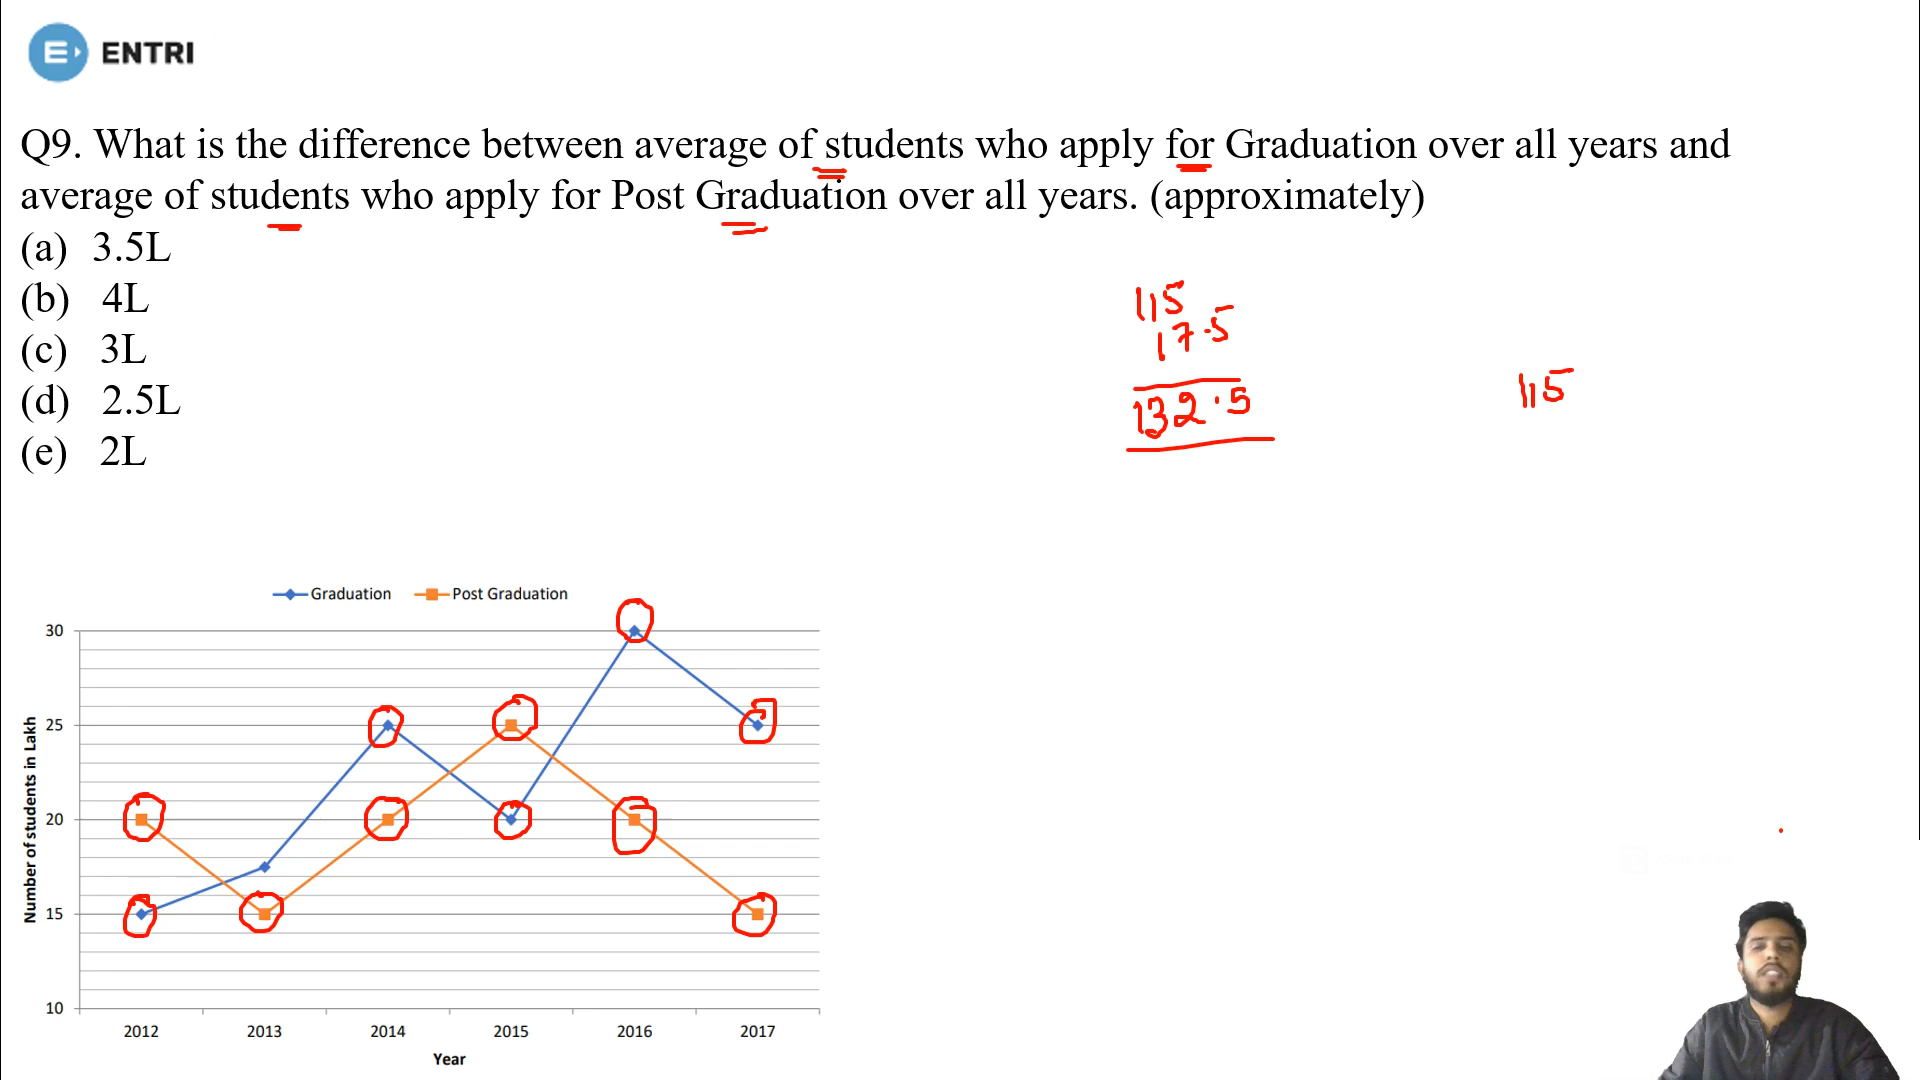 ENTRI
Q9. What is the difference between average of students who apply for Graduation over all years and
average of students who apply for Post Graduation over all years. (approximately)
(a) 3.5L
(b) 4L
(c) 3L
(d) 2.5L
(e) 2L
115
17.5
132.5
115
Graduation Post Graduation
30
25
20
15
10
Number of students in Lakh
2012 2013 2014 2015 2016 2017
Year